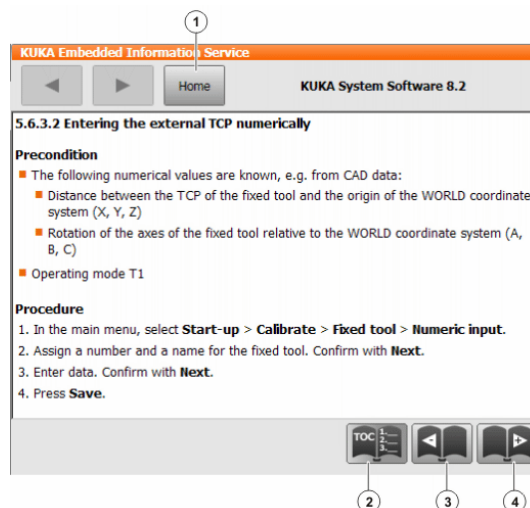 1
KUKA Embedded Information Service
Home
KUKA System Software 8.2
5.6.3.2 Entering the external TCP numerically
Precondition
The following numerical values are known, e.g. from CAD data:
Distance between the TCP of the fixed tool and the origin of the WORLD coordinate
system (X, Y, Z)
Rotation of the axes of the fixed tool relative to the WORLD coordinate system (A,
B, C)
Operating mode T1
Procedure
1. In the main menu, select Start-up > Calibrate > Fixed tool > Numeric input.
2. Assign a number and a name for the fixed tool. Confirm with Next.
3. Enter data. Confirm with Next.
4. Press Save.
TOC 1. 2. 3.
2 3 4